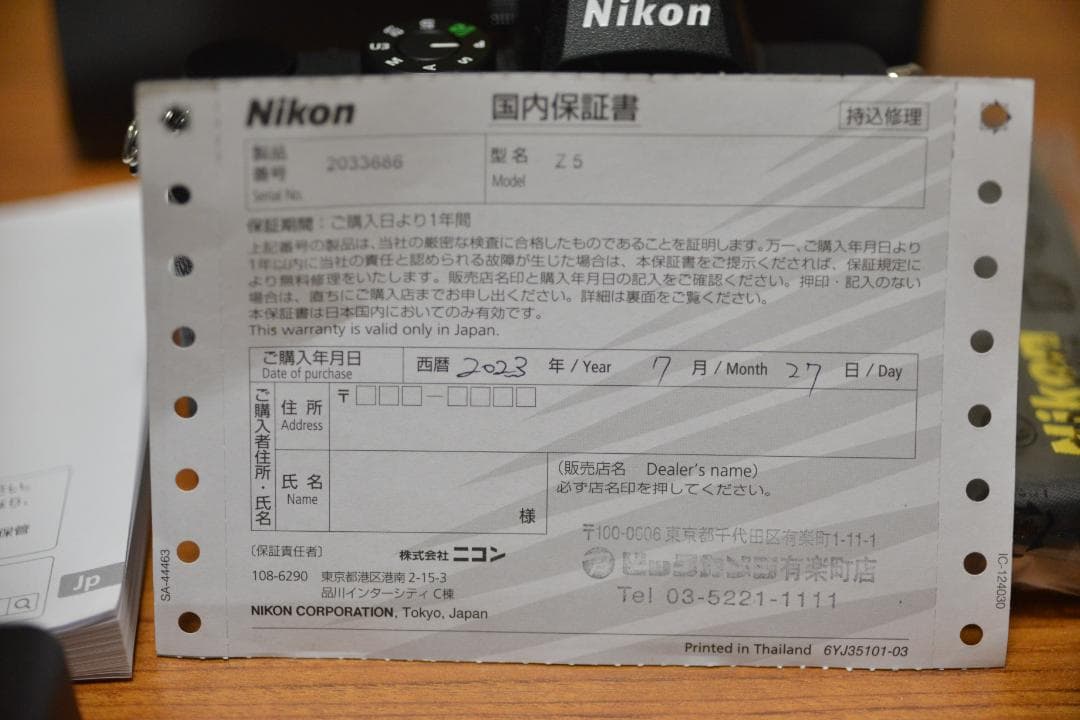 Nikon
U3
M
A
S
P
Nikon 国内保証書 持込修理
製品番号 2033686 型名 Z 5
Serial No. Model
保証期間：ご購入日より1年間
上記番号の製品は、当社の厳密な検査に合格したものであることを証明します。万一、ご購入年月日より
1年以内に当社の責任と認められる故障が生じた場合は、本保証書をご提示くだされば、保証規定に
より無料修理をいたします。販売店名印と購入年月日の記入をご確認ください。押印・記入のない
場合は、直ちにご購入店までお申し出ください。詳細は裏面をご覧ください。
本保証書は日本国内においてのみ有効です。
This warranty is valid only in Japan.
ご購入年月日 西暦 2023 年 / Year 7 月 / Month 27 日 / Day
Date of purchase
ご購入者住所・氏名
住所 〒
Address
氏名
Name
様
(販売店名 Dealer's name)
必ず店名印を押してください。
〒100-0006 東京都千代田区有楽町1-11-1
ビックカメラ有楽町店
Tel 03-5221-1111
〔保証責任者〕 株式会社 ニコン
108-6290 東京都港区港南 2-15-3
品川インターシティ C棟
NIKON CORPORATION, Tokyo, Japan
Printed in Thailand 6YJ35101-03
SA-44463
IC-124030
Jp
Nikon